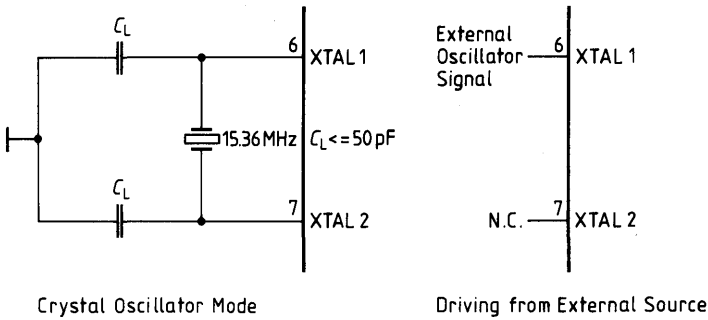 C_L
6
XTAL 1
15.36 MHz
C_L <= 50 pF
C_L
7
XTAL 2
Crystal Oscillator Mode
External
Oscillator
Signal
6
XTAL 1
N.C.
7
XTAL 2
Driving from External Source